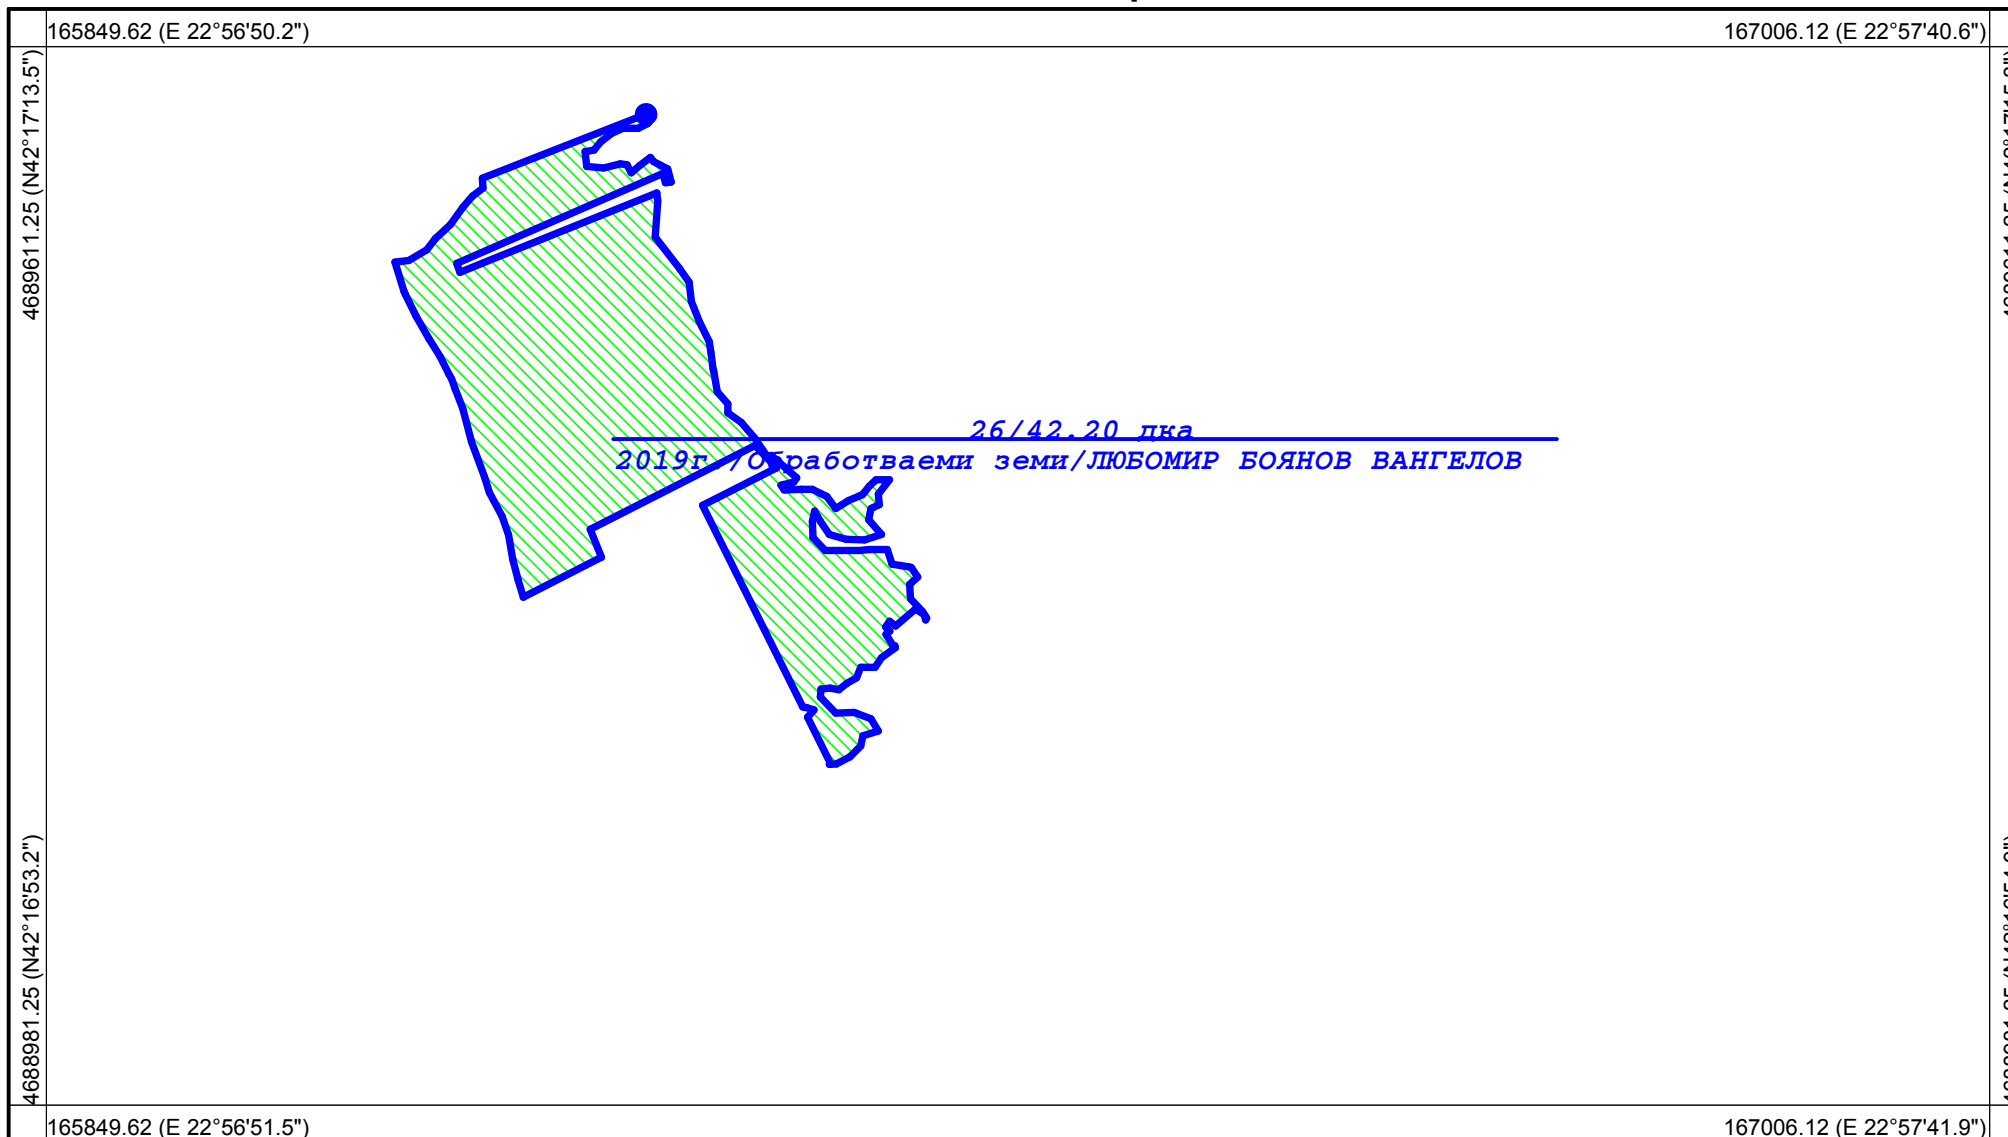 165849.62 (E 22°56'50.2")
167006.12 (E 22°57'40.6")
4689611.25 (N42°17'13.5")
26/42.20 дка
2019г./Обработваеми земи/ЛЮБОМИР БОЯНОВ ВАНГЕЛОВ
4688981.25 (N42°16'53.2")
165849.62 (E 22°56'51.5")
167006.12 (E 22°57'41.9")